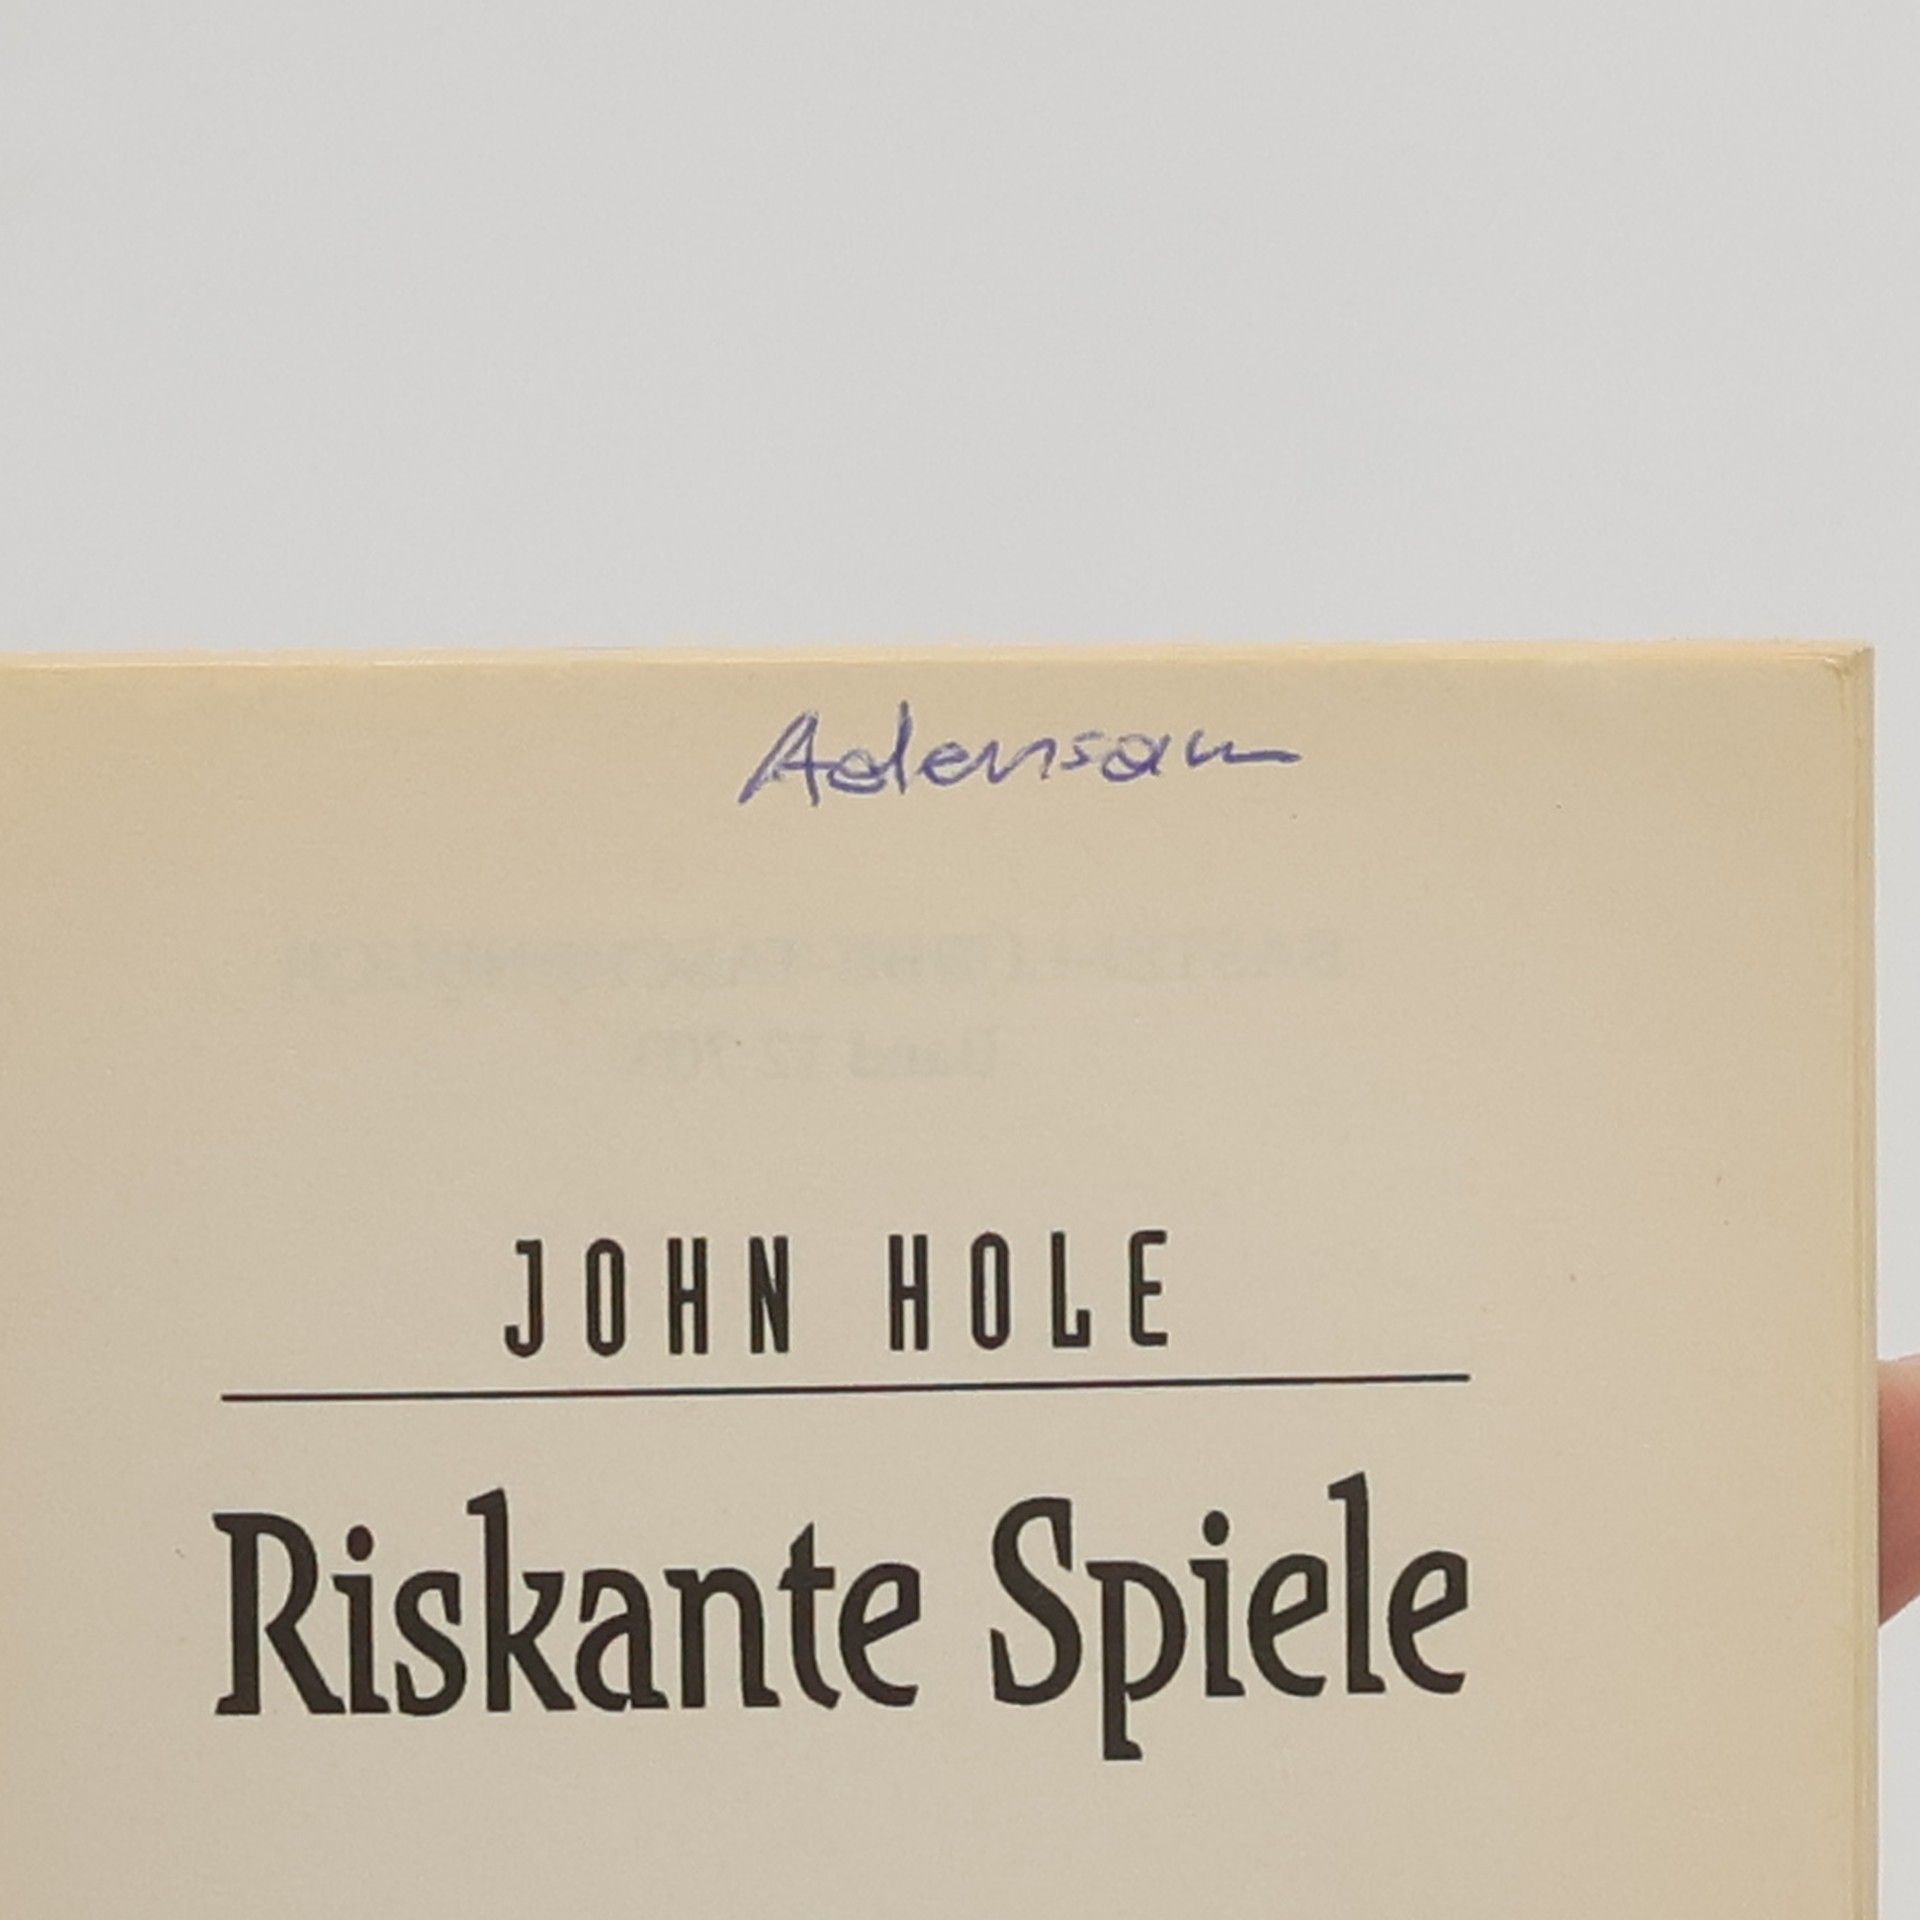 Adensam
JOHN HOLE
Riskante Spiele